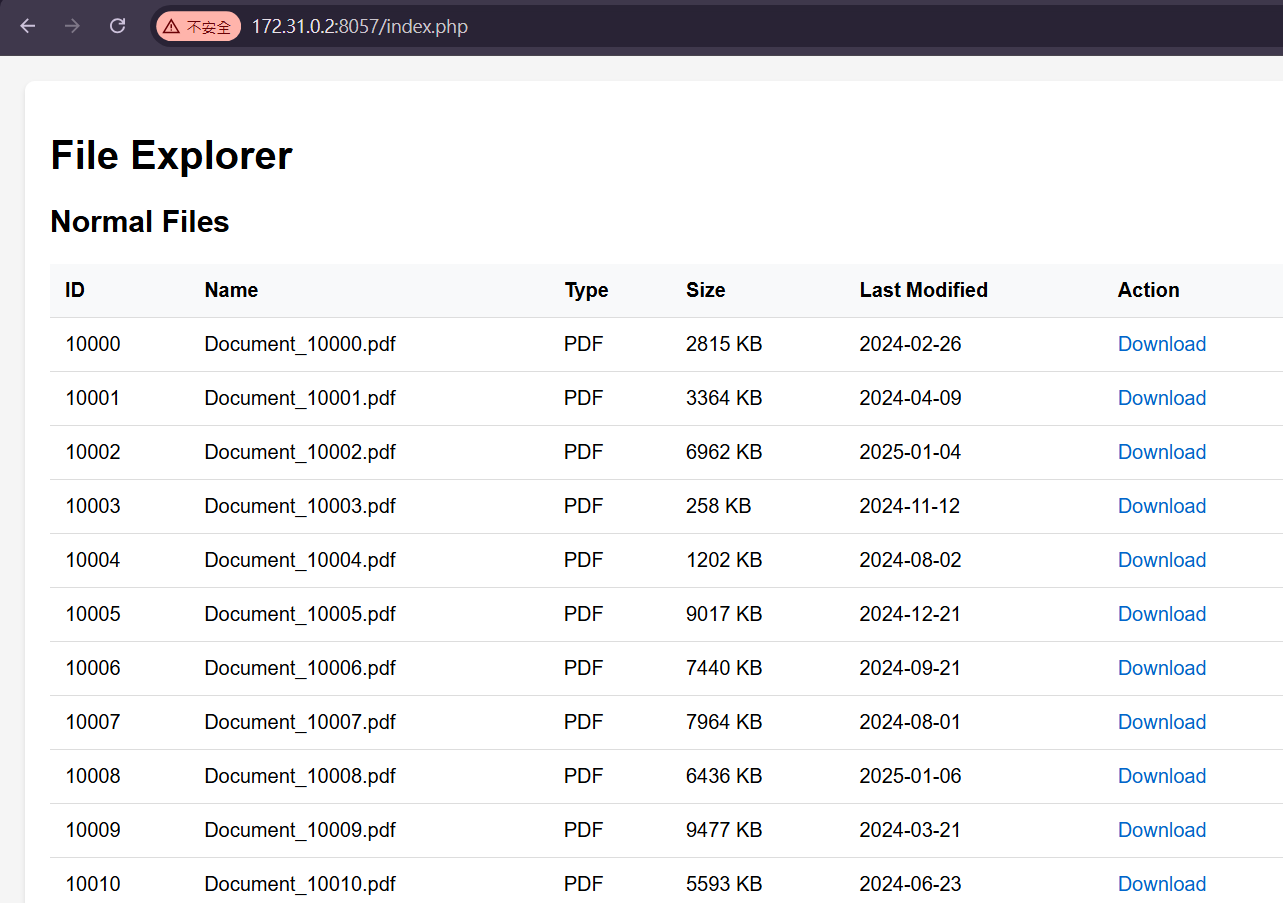 不安全 172.31.0.2:8057/index.php
File Explorer
Normal Files
ID Name Type Size Last Modified Action
10000 Document_10000.pdf PDF 2815 KB 2024-02-26 Download
10001 Document_10001.pdf PDF 3364 KB 2024-04-09 Download
10002 Document_10002.pdf PDF 6962 KB 2025-01-04 Download
10003 Document_10003.pdf PDF 258 KB 2024-11-12 Download
10004 Document_10004.pdf PDF 1202 KB 2024-08-02 Download
10005 Document_10005.pdf PDF 9017 KB 2024-12-21 Download
10006 Document_10006.pdf PDF 7440 KB 2024-09-21 Download
10007 Document_10007.pdf PDF 7964 KB 2024-08-01 Download
10008 Document_10008.pdf PDF 6436 KB 2025-01-06 Download
10009 Document_10009.pdf PDF 9477 KB 2024-03-21 Download
10010 Document_10010.pdf PDF 5593 KB 2024-06-23 Download